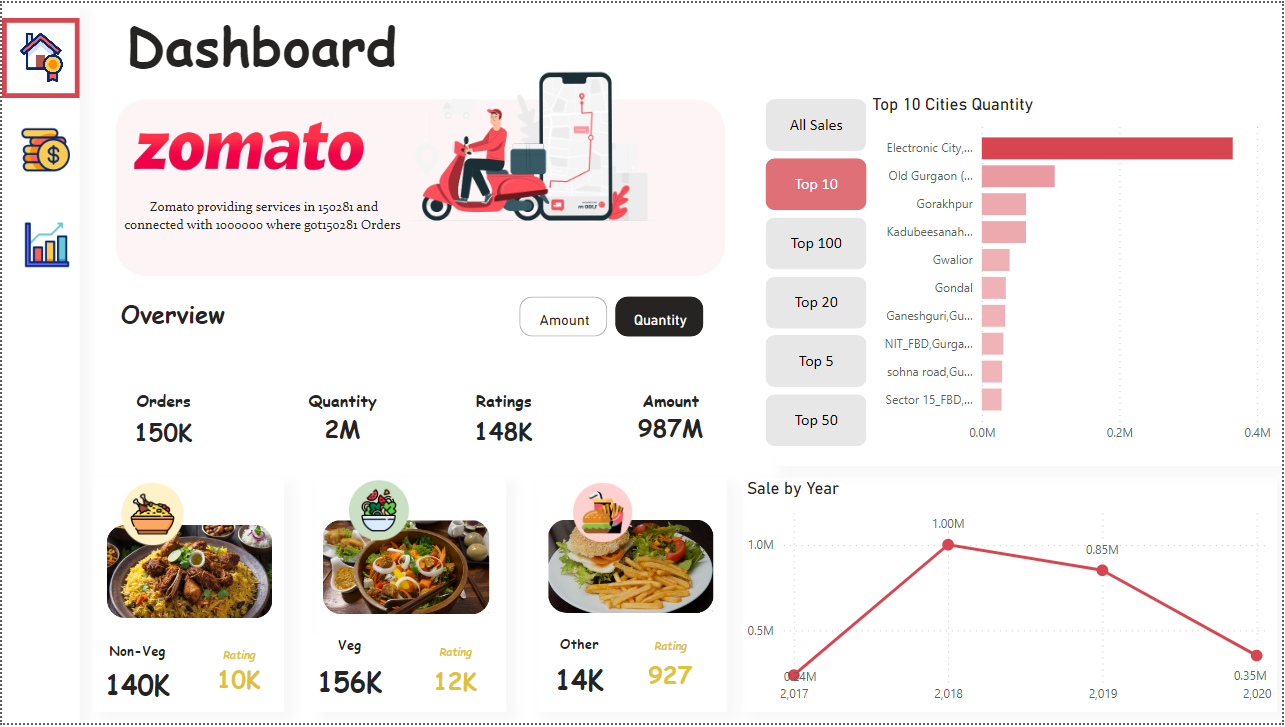 Dashboard
zomato
Zomato providing services in 150281 and
connected with 1000000 where got150281 Orders
Overview
Amount
Quantity
Orders
150K
Quantity
2M
Ratings
148K
Amount
987M
All Sales
Top 10
Top 100
Top 20
Top 5
Top 50
Top 10 Cities Quantity
Electronic City,...
Old Gurgaon (...
Gorakhpur
Kadubeesanah...
Gwalior
Gondal
Ganeshguri,Gu...
NIT_FBD,Gurga...
sohna road,Gu...
Sector 15_FBD,...
0.0M 0.2M 0.4M
Non-Veg
140K
Rating
10K
Veg
156K
Rating
12K
Other
14K
Rating
927
Sale by Year
1.0M
0.5M
0.24M
1.00M
0.85M
0.35M
2,017 2,018 2,019 2,020